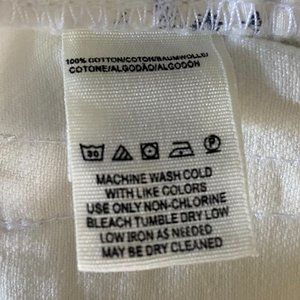 100% COTTON/COTON/BAUMWOLLE/
COTONE/ALGODÃO/ALGODÓN
30
MACHINE WASH COLD
WITH LIKE COLORS
USE ONLY NON-CHLORINE
BLEACH TUMBLE DRY LOW
LOW IRON AS NEEDED
MAY BE DRY CLEANED